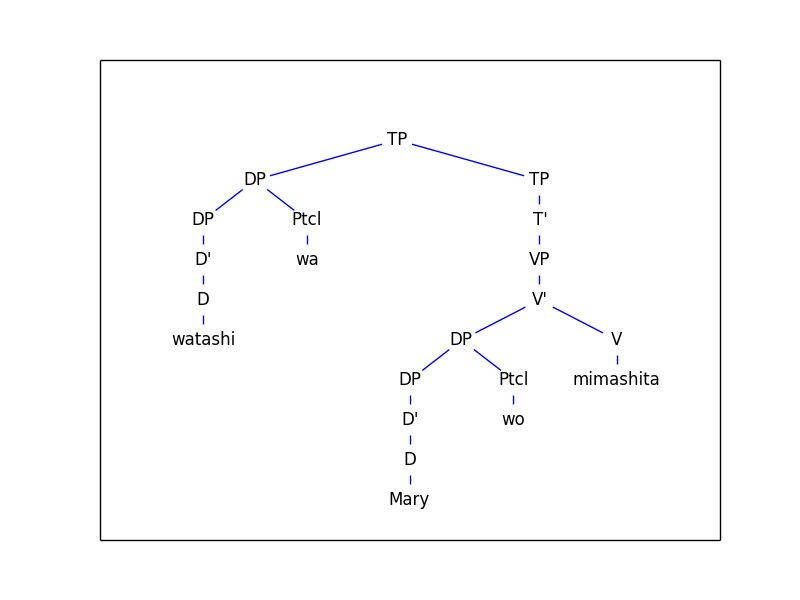 TP
DP TP
DP Ptcl T'
D' wa VP
D V'
watashi DP V
DP Ptcl mimashita
D' wo
D
Mary